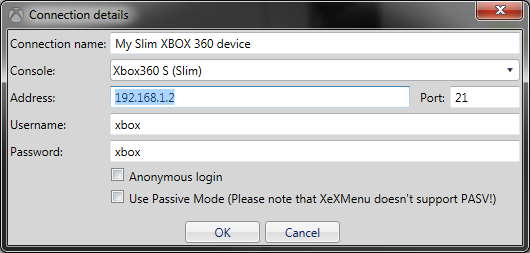 Connection details
Connection name: My Slim XBOX 360 device
Console: Xbox360 S (Slim)
Address: 192.168.1.2 Port: 21
Username: xbox
Password: xbox
Anonymous login
Use Passive Mode (Please note that XeXMenu doesn't support PASV!)
OK Cancel